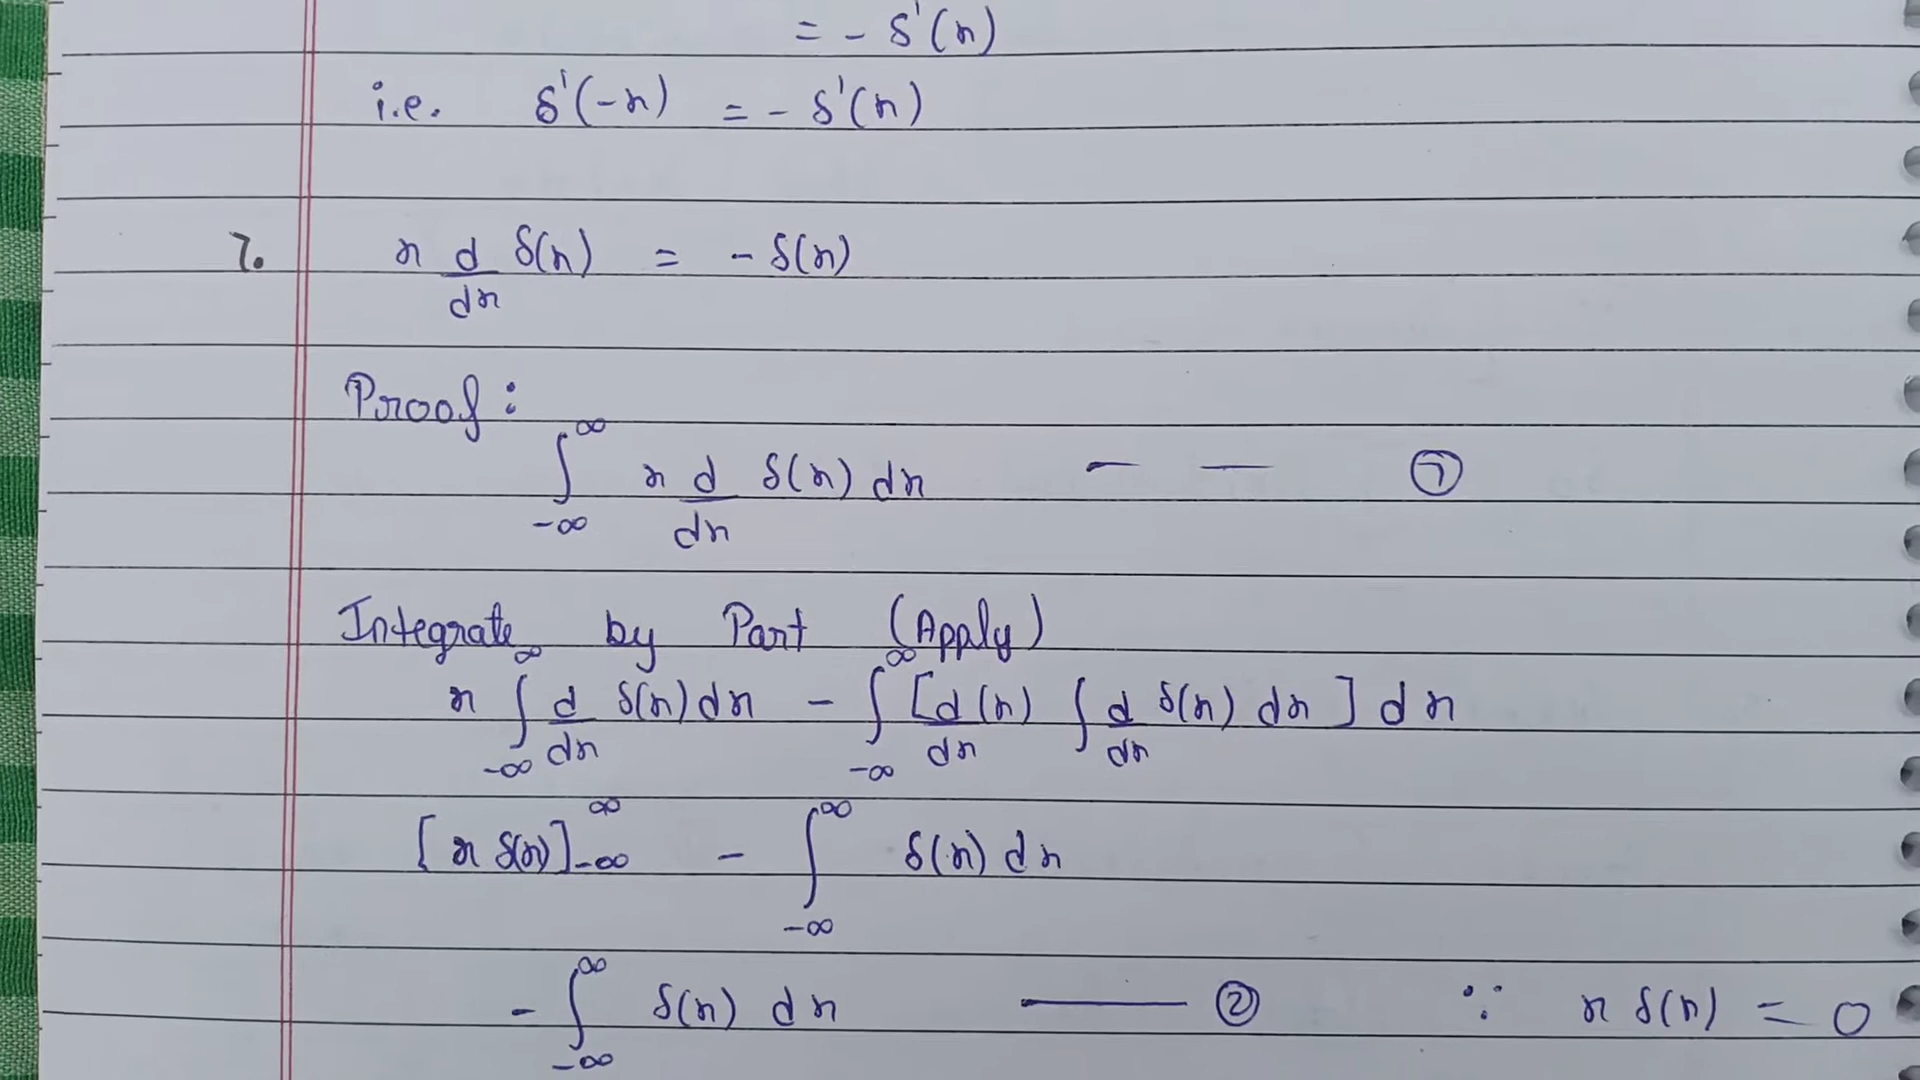 = - δ'(x)
i.e. δ'(-x) = - δ'(x)
7. x d/dx δ(x) = - δ(x)
Proof :
∫_{-∞}^{∞} x d/dx δ(x) dx — — ①
Integrate by Part (Apply)
x ∫_{-∞}^{∞} d/dx δ(x) dx - ∫_{-∞}^{∞} [d/dx (x) ∫ d/dx δ(x) dx] dx
[x δ(x)]_{-∞}^{∞} - ∫_{-∞}^{∞} δ(x) dx
- ∫_{-∞}^{∞} δ(x) dx — ② ∵ x δ(x) = 0